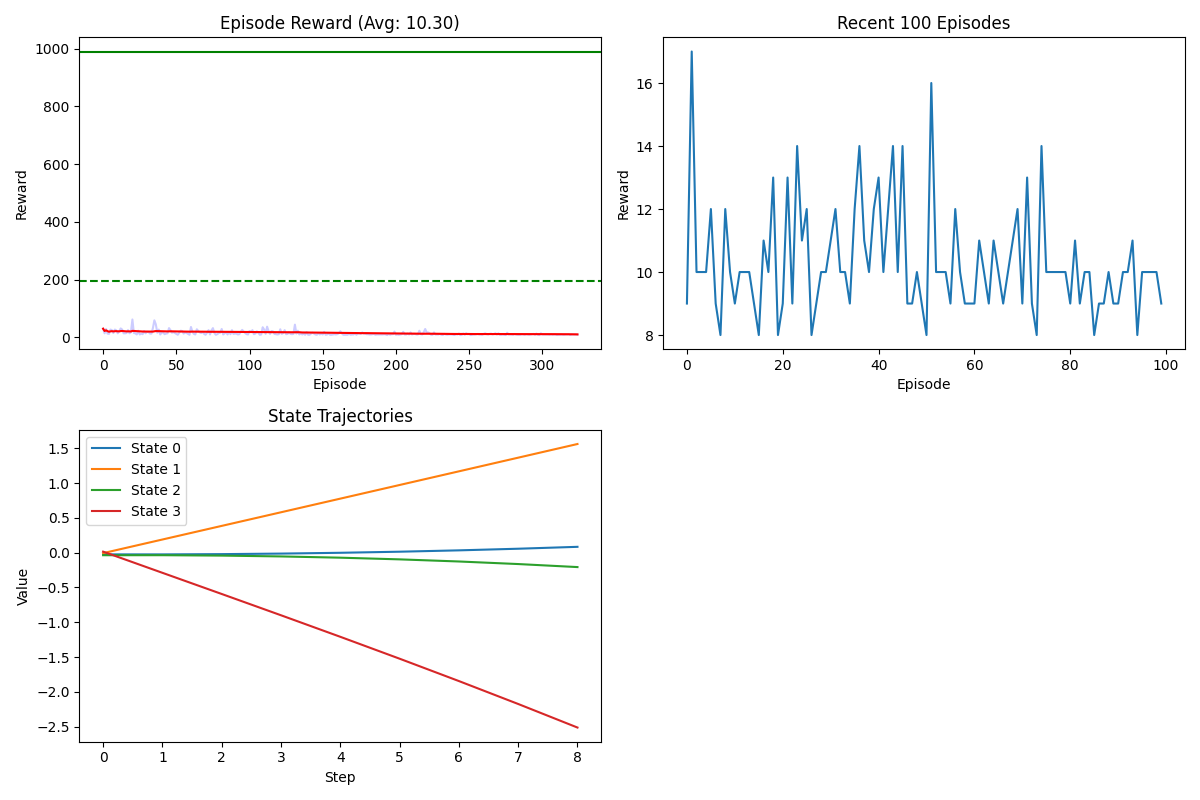 Episode Reward (Avg: 10.30)
1000
800
600
400
200
0
Reward
0 50 100 150 200 250 300
Episode
Recent 100 Episodes
16
14
12
10
8
Reward
0 20 40 60 80 100
Episode
State Trajectories
State 0
State 1
State 2
State 3
1.5
1.0
0.5
0.0
−0.5
−1.0
−1.5
−2.0
−2.5
Value
0 1 2 3 4 5 6 7 8
Step